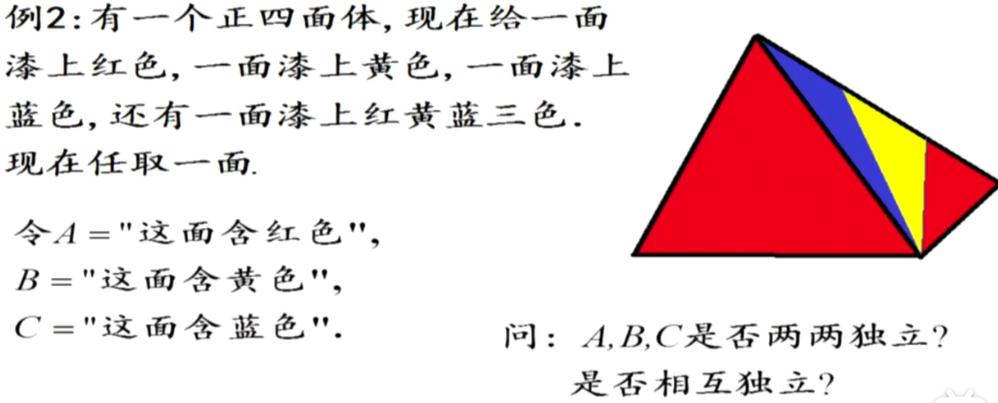 例2:有一个正四面体,现在给一面
漆上红色,一面漆上黄色,一面漆上
蓝色,还有一面漆上红黄蓝三色.
现在任取一面.
令A="这面含红色",
B="这面含黄色",
C="这面含蓝色".
问: A,B,C是否两两独立?
是否相互独立?